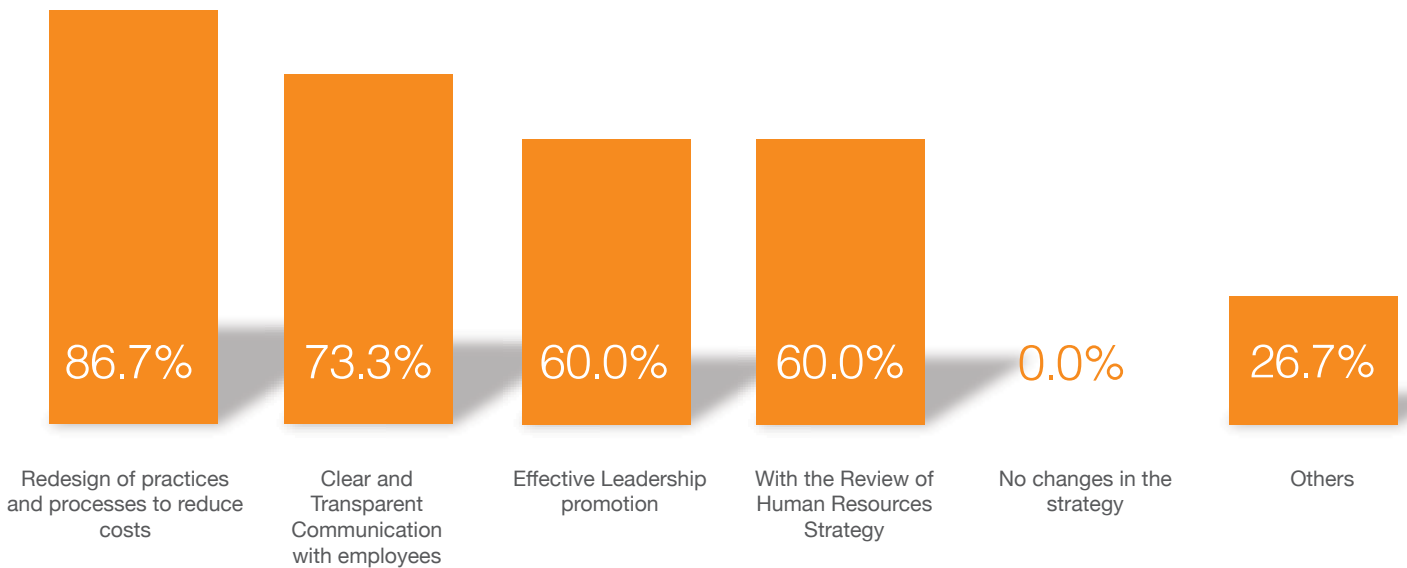 86.7%
73.3%
60.0%
60.0%
0.0%
26.7%
Redesign of practices
and processes to reduce
costs
Clear and
Transparent
Communication
with employees
Effective Leadership
promotion
With the Review of
Human Resources
Strategy
No changes in the
strategy
Others